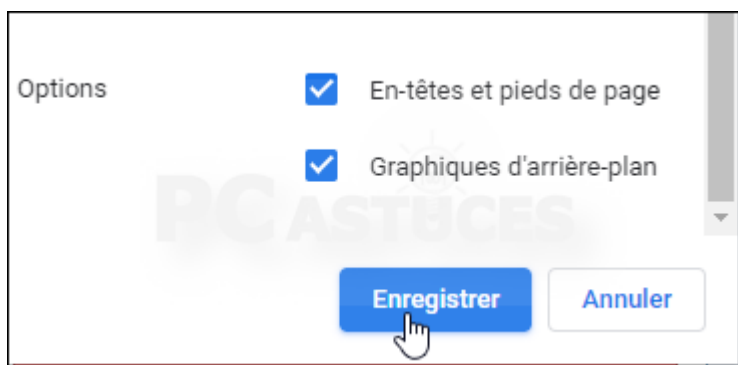 Options
En-têtes et pieds de page
Graphiques d'arrière-plan
PC ASTUCES
Enregistrer
Annuler